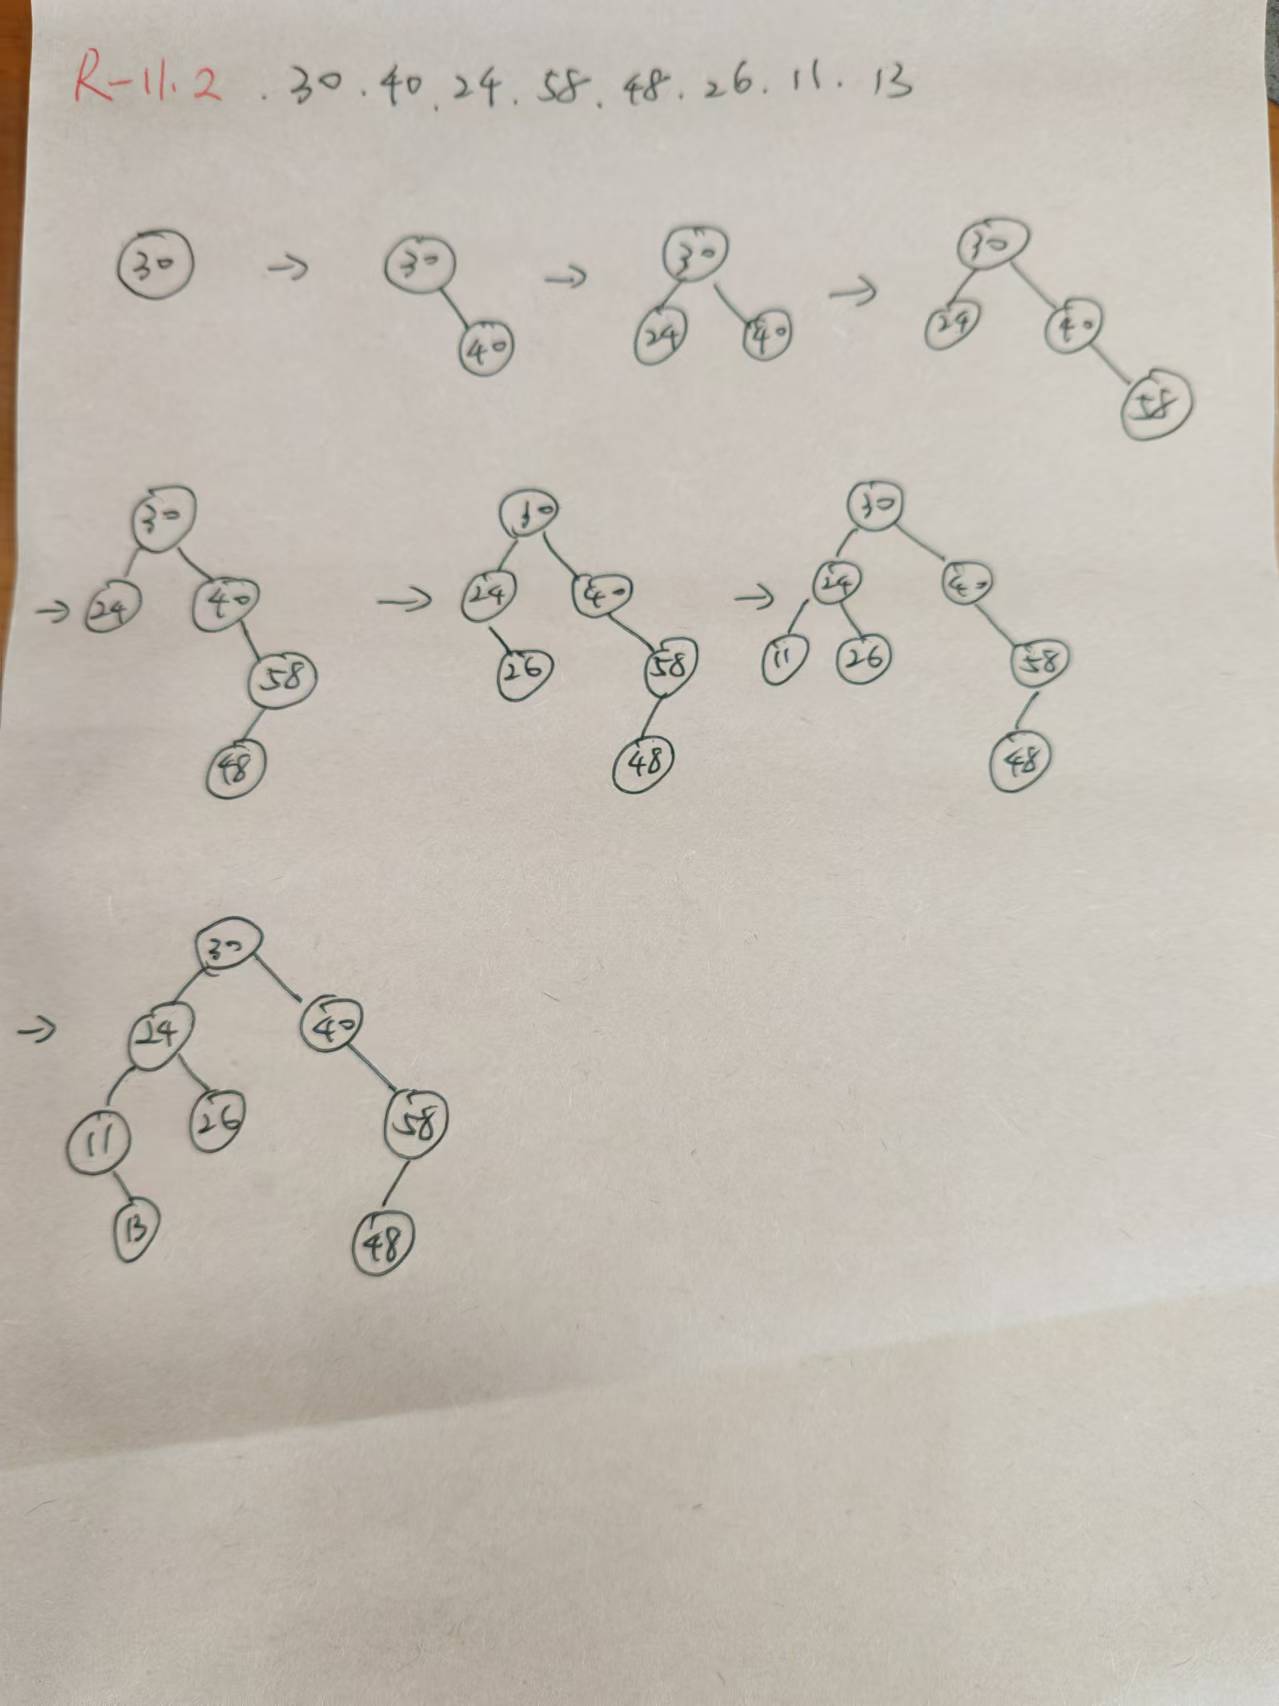 R-11.2 . 30 . 40 . 24 . 58 . 48 . 26 . 11 . 13
30 → 30 → 30 → 30
40 24 40 24 40
58
30 30 30
→ 24 40 → 24 40 → 24 40
58 26 58 11 26 58
48 48 48
30
→ 24 40
11 26 58
13 48